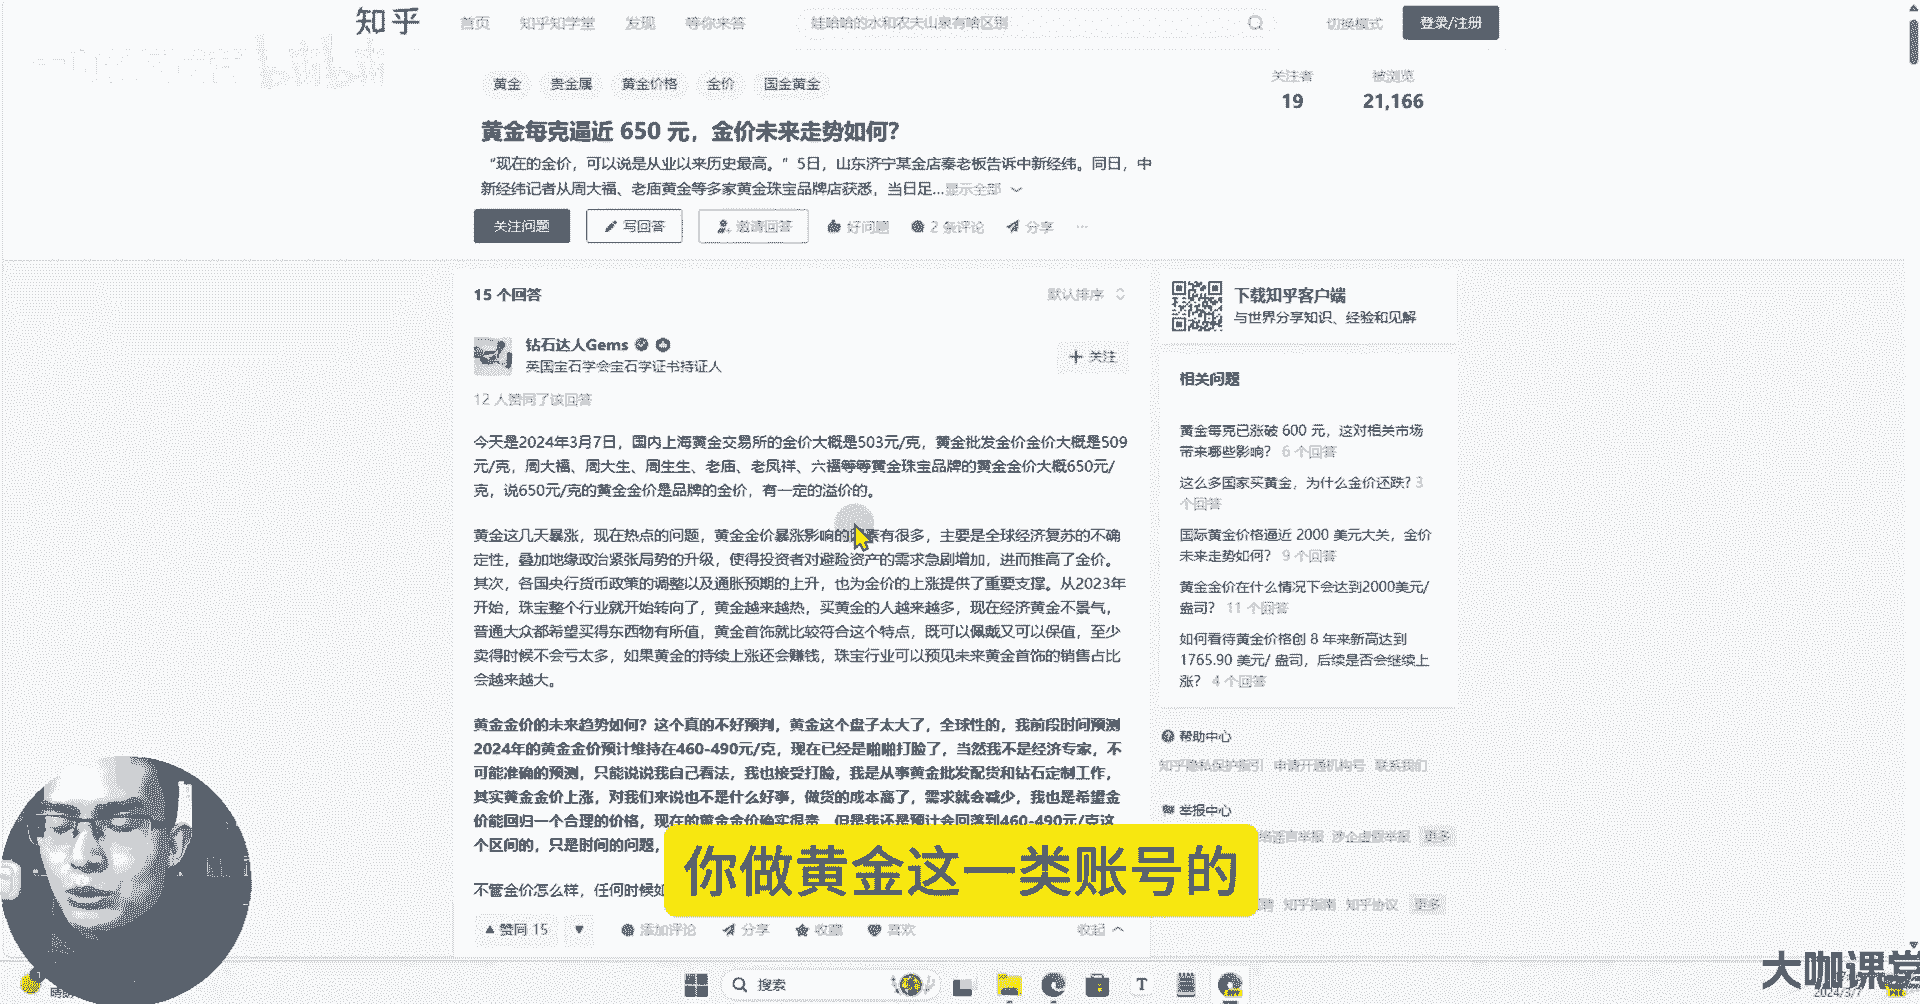 知乎
首页 知乎知学堂 发现 等你来答 娃哈哈的水和农夫山泉有啥区别 切换模式 登录/注册
bilibili
黄金 贵金属 黄金价格 金价 国金黄金
关注者 被浏览
19 21,166
黄金每克逼近 650 元，金价未来走势如何？
“现在的金价，可以说是从业以来历史最高。”5日，山东济宁某金店秦老板告诉中新经纬。同日，中
新经纬记者从周大福、老庙黄金等多家黄金珠宝品牌店获悉，当日足...显示全部
关注问题 写回答 邀请回答 好问题 2 条评论 分享 ...
15 个回答 默认排序
钻石达人Gems
英国宝石学会宝石学证书持证人
+ 关注
12 人赞同了该回答
今天是2024年3月7日，国内上海黄金交易所的金价大概是503元/克，黄金批发金价金价大概是509
元/克，周大福、周大生、周生生、老庙、老凤祥、六福等等黄金珠宝品牌的黄金金价大概650元/
克，说650元/克的黄金金价是品牌的金价，有一定的溢价的。
黄金这几天暴涨，现在热点的问题，黄金金价暴涨影响的因素有很多，主要是全球经济复苏的不确
定性，叠加地缘政治紧张局势的升级，使得投资者对避险资产的需求急剧增加，进而推高了金价。
其次，各国央行货币政策的调整以及通胀预期的上升，也为金价的上涨提供了重要支撑。从2023年
开始，珠宝整个行业就开始转向了，黄金越来越热，买黄金的人越来越多，现在经济黄金不景气，
普通大众都希望买得东西物有所值，黄金首饰就比较符合这个特点，既可以佩戴又可以保值，至少
卖得时候不会亏太多，如果黄金的持续上涨还会赚钱，珠宝行业可以预见未来黄金首饰的销售占比
会越来越大。
黄金金价的未来趋势如何？这个真的不好预判，黄金这个盘子太大了，全球性的，我前段时间预测
2024年的黄金金价预计维持在460-490元/克，现在已经是啪啪打脸了，当然我不是经济专家，不
可能准确的预测，只能说说我自己看法，我也接受打脸，我是从事黄金批发配货和钻石定制工作，
其实黄金金价上涨，对我们来说也不是什么好事，做货的成本高了，需求就会减少，我也是希望金
价能回归一个合理的价格，现在的黄金金价确实很贵，但是我还是预计会回落到460-490元/克这
个区间的，只是时间的问题，
不管金价怎么样，任何时候
赞同 15 添加评论 分享 收藏 喜欢 收起
下载知乎客户端
与世界分享知识、经验和见解
相关问题
黄金每克已涨破 600 元，这对相关市场
带来哪些影响？ 6 个回答
这么多国家买黄金，为什么金价还跌？3
个回答
国际黄金价格逼近 2000 美元大关，金价
未来走势如何？ 9 个回答
黄金金价在什么情况下会达到2000美元/
盎司？ 11 个回答
如何看待黄金价格创 8 年来新高达到
1765.90 美元/ 盎司，后续是否会继续上
涨？ 4 个回答
帮助中心
知乎隐私保护指引 申请开通机构号 联系我们
举报中心
谣言举报 涉企虚假举报 更多
知乎指南 知乎协议 更多
你做黄金这一类账号的
搜索
大咖课堂
2024/3/7